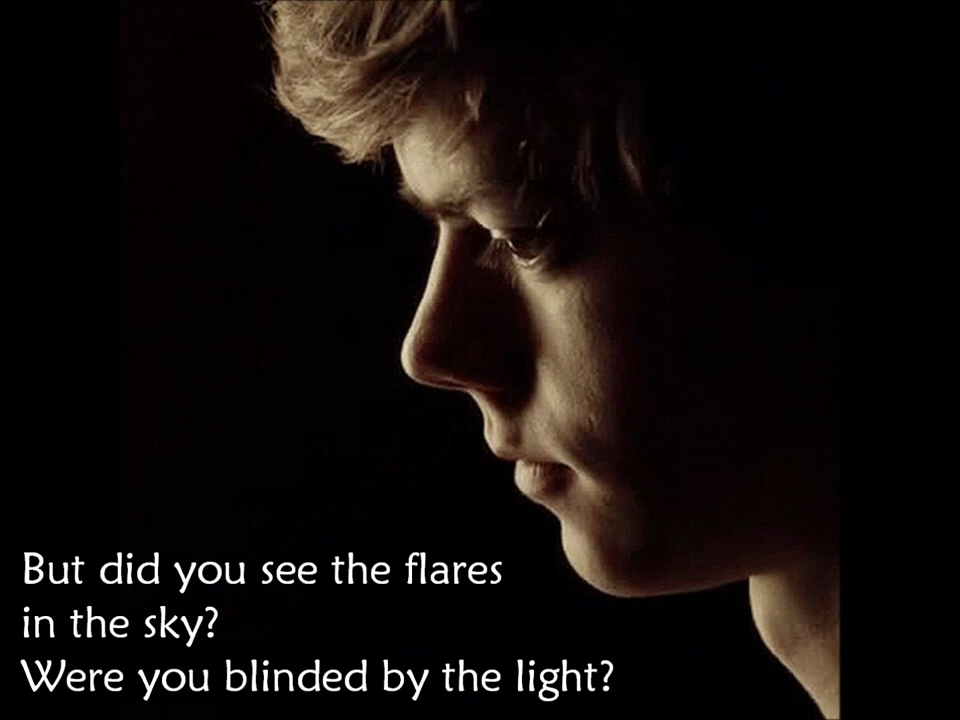 But did you see the flares
in the sky?
Were you blinded by the light?